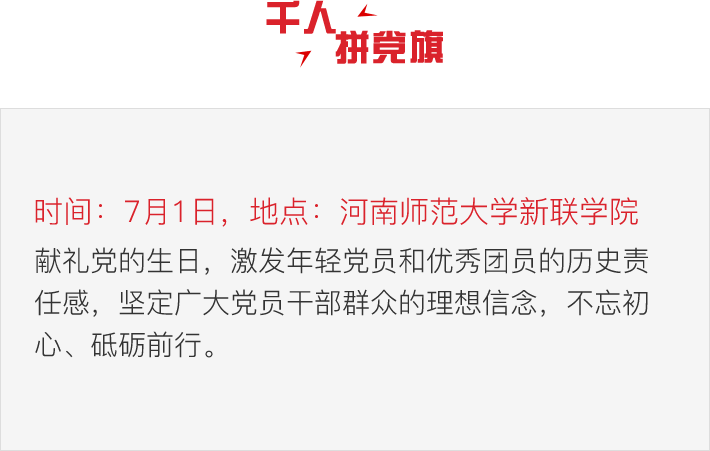 千人
拼党旗
时间：7月1日，地点：河南师范大学新联学院
献礼党的生日，激发年轻党员和优秀团员的历史责
任感，坚定广大党员干部群众的理想信念，不忘初
心、砥砺前行。